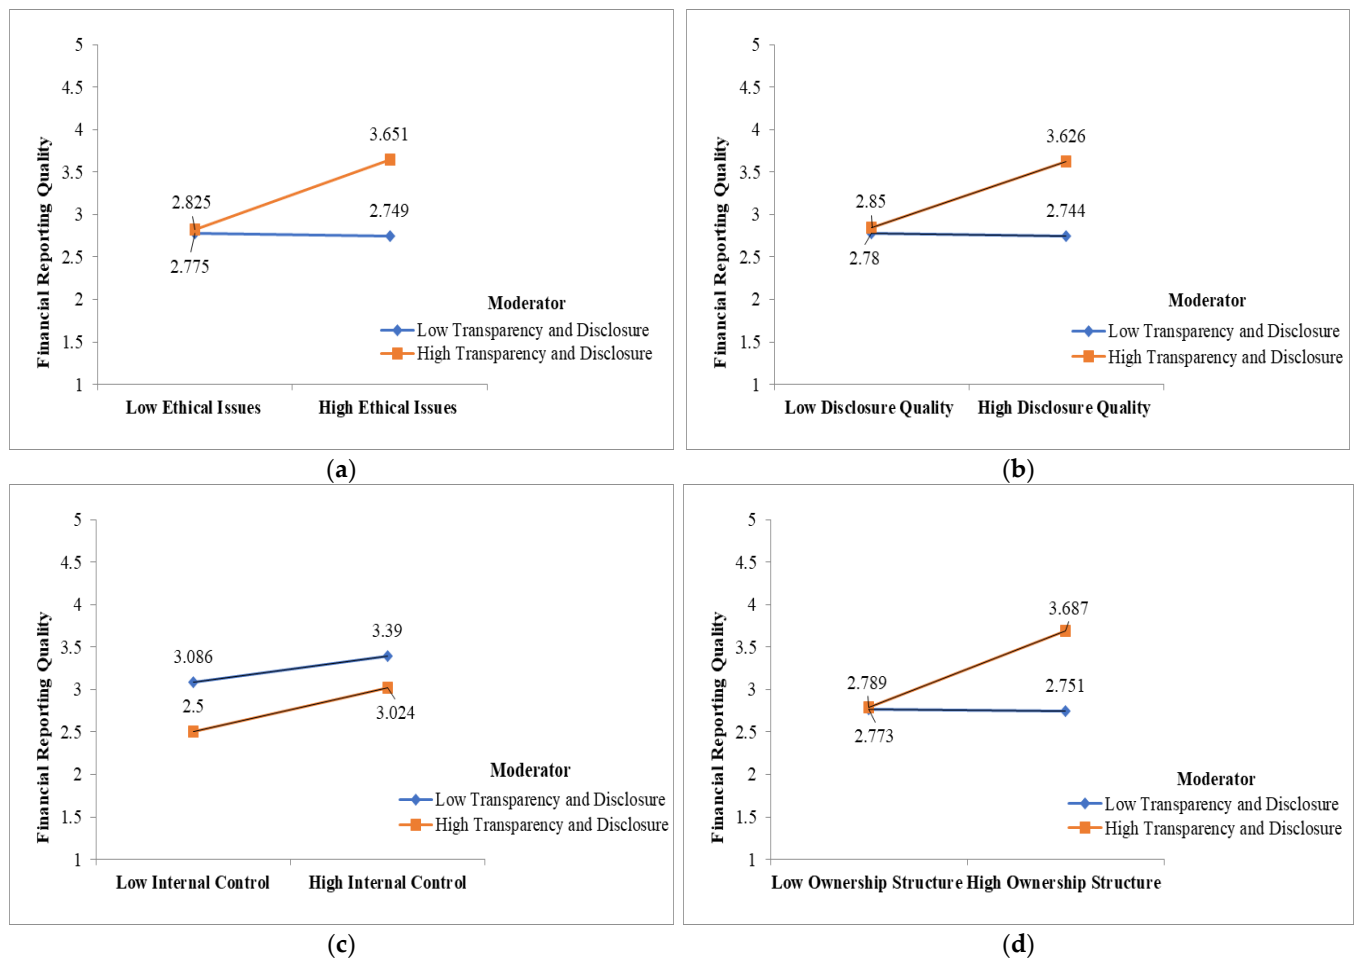 5
4.5
4
3.5
3
2.5
2
1.5
1
Financial Reporting Quality
3.651
2.825
2.749
2.775
Moderator
Low Transparency and Disclosure
High Transparency and Disclosure
Low Ethical Issues
High Ethical Issues
(a)
5
4.5
4
3.5
3
2.5
2
1.5
1
Financial Reporting Quality
3.626
2.85
2.744
2.78
Moderator
Low Transparency and Disclosure
High Transparency and Disclosure
Low Disclosure Quality
High Disclosure Quality
(b)
5
4.5
4
3.5
3
2.5
2
1.5
1
Financial Reporting Quality
3.39
3.086
2.5
3.024
Moderator
Low Transparency and Disclosure
High Transparency and Disclosure
Low Internal Control
High Internal Control
(c)
5
4.5
4
3.5
3
2.5
2
1.5
1
Financial Reporting Quality
3.687
2.789
2.751
2.773
Moderator
Low Transparency and Disclosure
High Transparency and Disclosure
Low Ownership Structure
High Ownership Structure
(d)